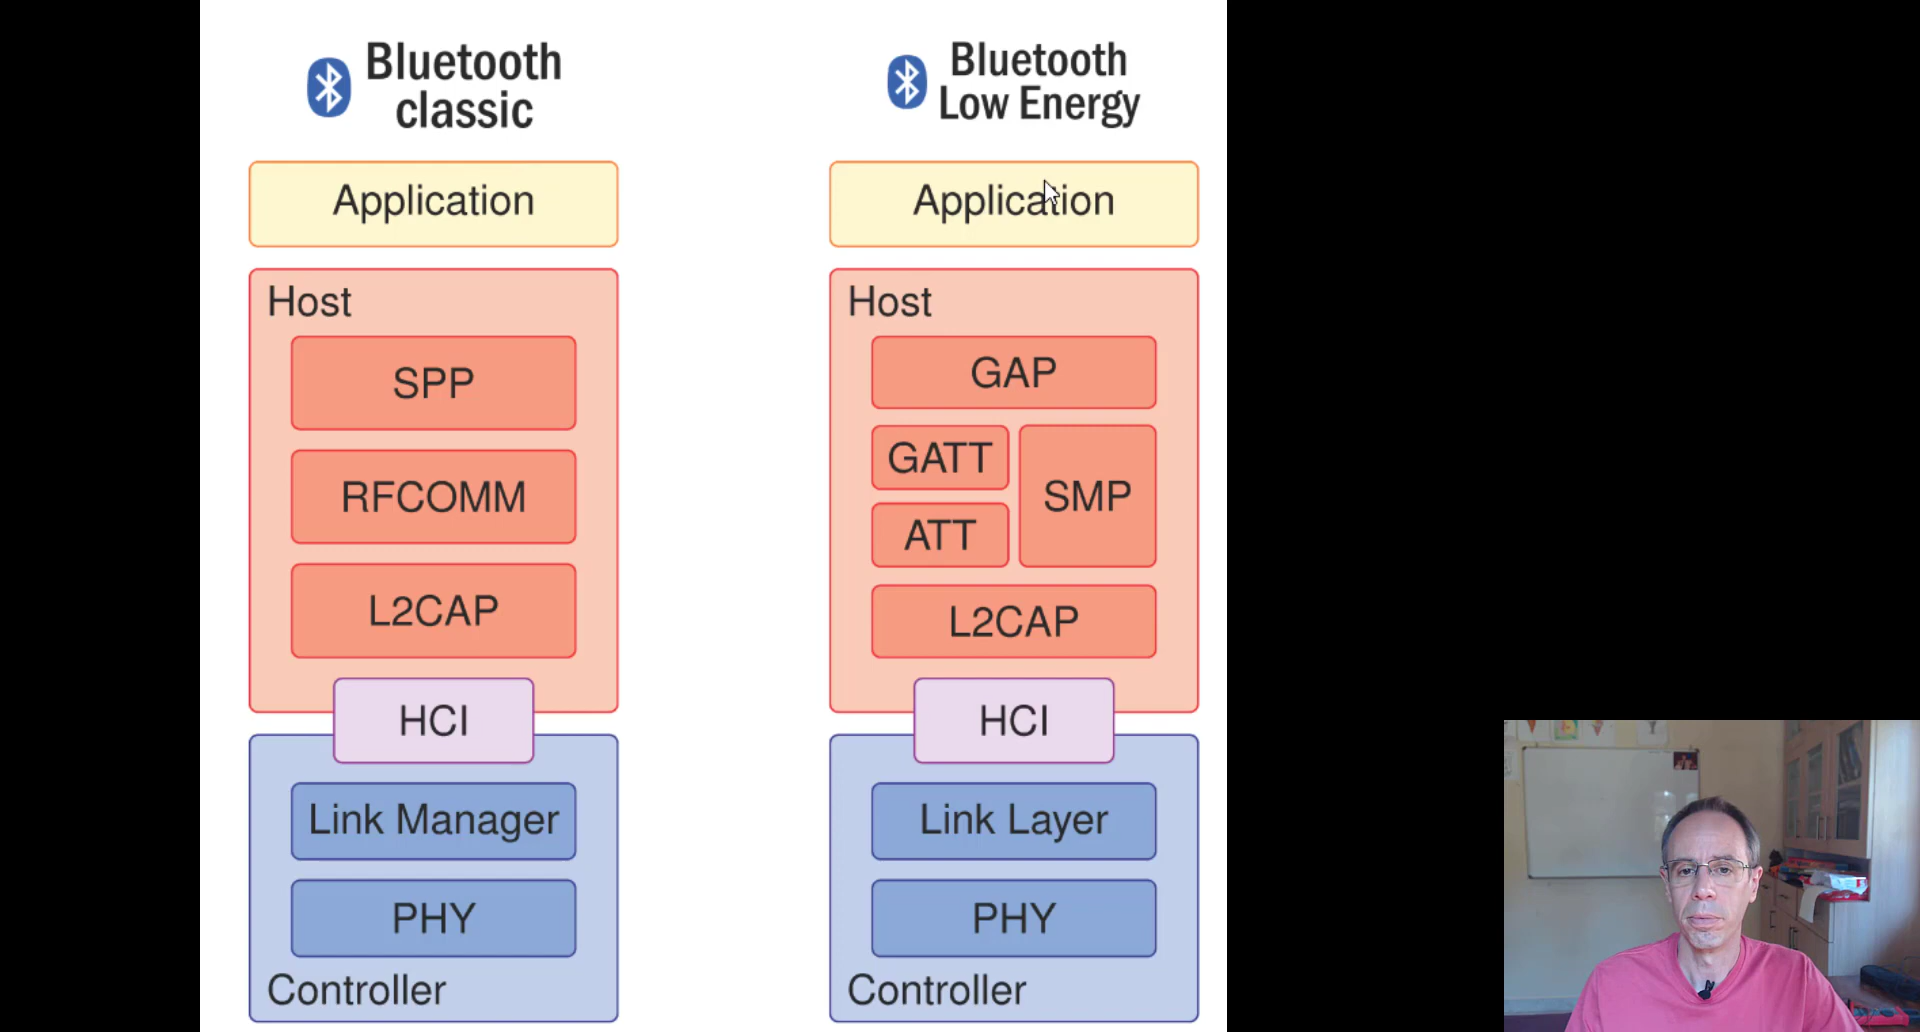 Bluetooth
classic
Application
Host
SPP
RFCOMM
L2CAP
HCI
Link Manager
PHY
Controller
Bluetooth
Low Energy
Application
Host
GAP
GATT
SMP
ATT
L2CAP
HCI
Link Layer
PHY
Controller